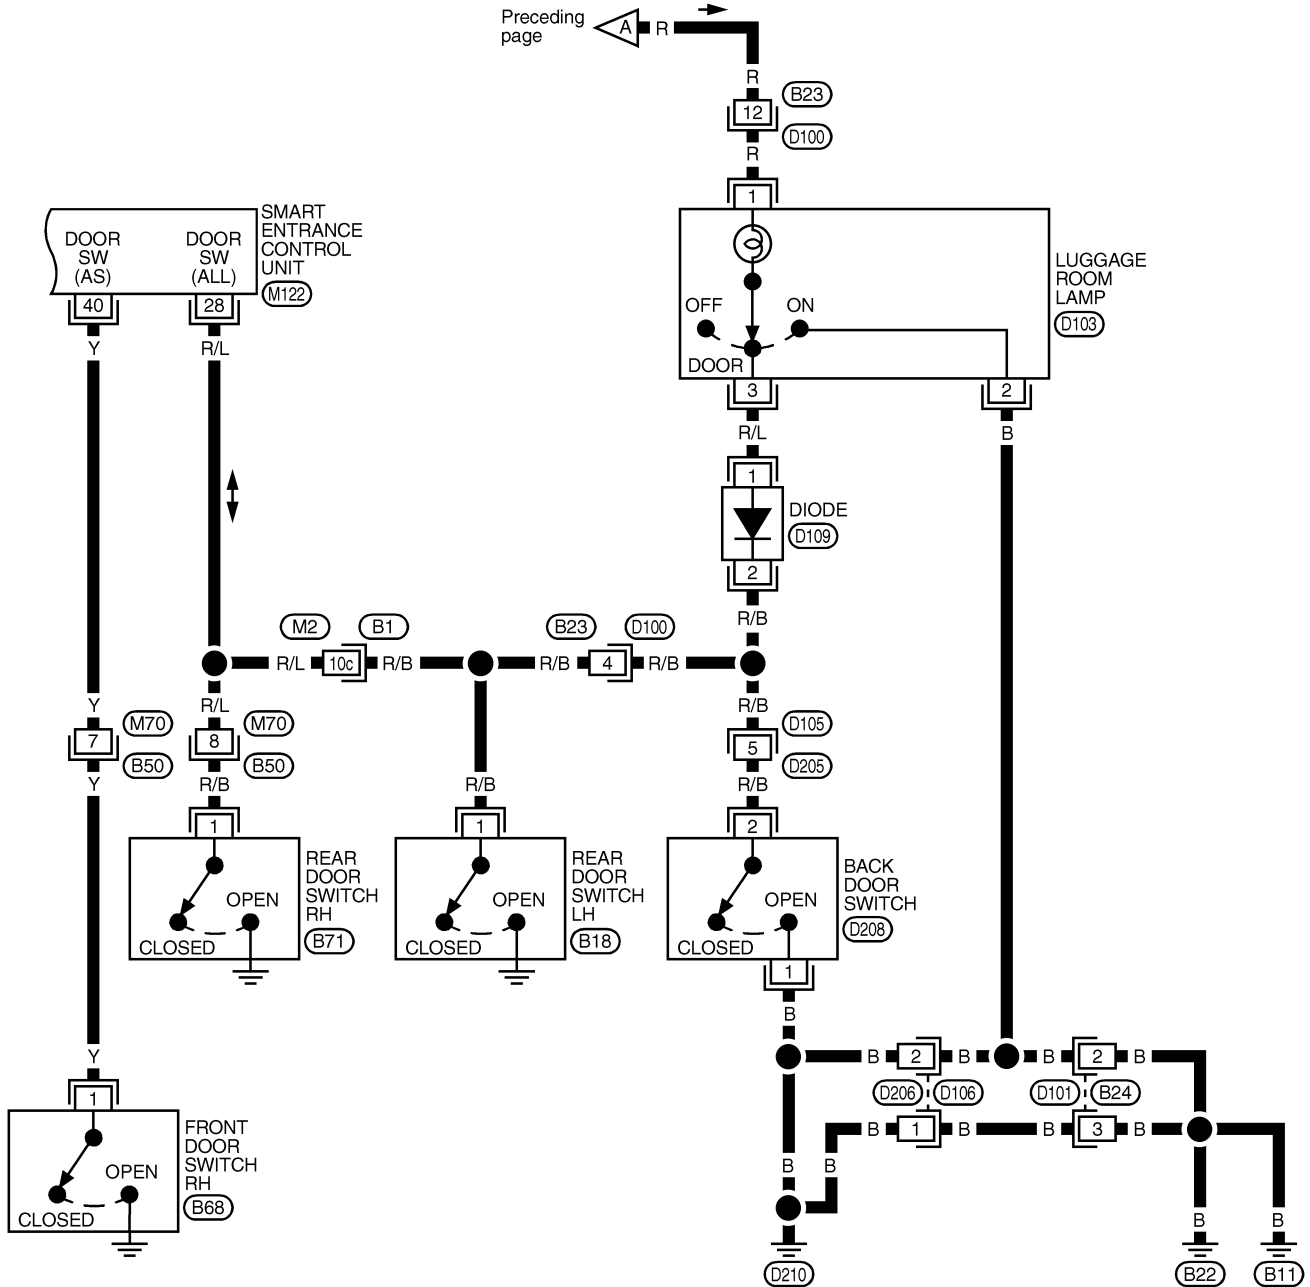 Preceding
page
A
R
R
B23
12
D100
R
1
LUGGAGE
ROOM
LAMP
D103
OFF
ON
DOOR
3
2
R/L
B
1
DIODE
D109
2
R/B
SMART
ENTRANCE
CONTROL
UNIT
M122
DOOR
SW
(AS)
DOOR
SW
(ALL)
40
28
Y
R/L
M2
B1
B23
D100
R/L
10c
R/B
R/B
4
R/B
Y
R/L
R/B
M70
M70
D105
7
8
5
B50
B50
D205
Y
R/B
R/B
R/B
1
1
2
REAR
DOOR
SWITCH
RH
B71
OPEN
CLOSED
REAR
DOOR
SWITCH
LH
B18
OPEN
CLOSED
BACK
DOOR
SWITCH
D208
OPEN
CLOSED
1
B
Y
B
2
B
B
2
B
D206
D106
D101
B24
B
1
B
B
3
B
1
FRONT
DOOR
SWITCH
RH
B68
OPEN
CLOSED
B
B
B
B
D210
B22
B11